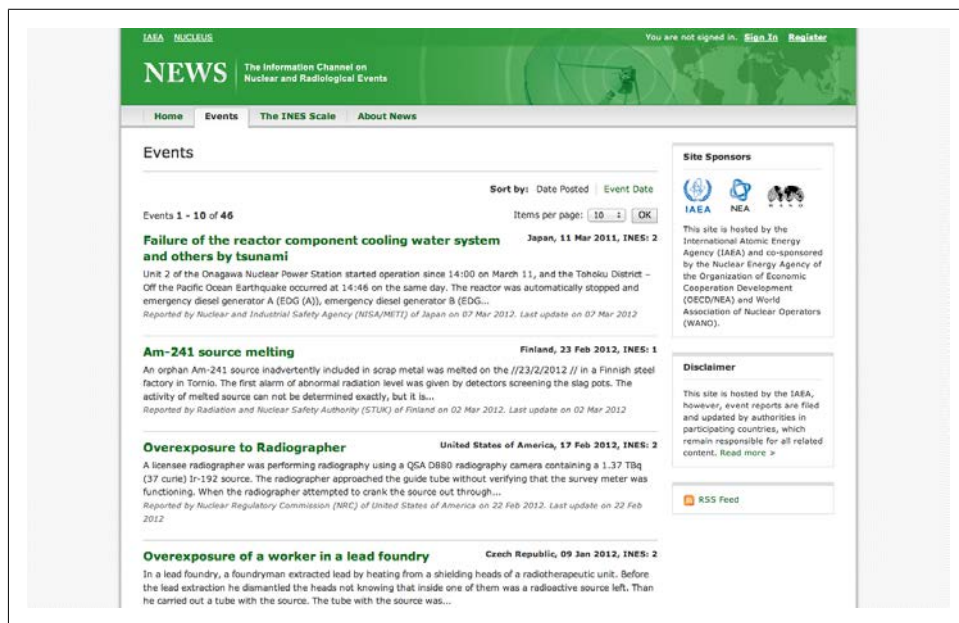 IAEA NUCLEUS
You are not signed in. Sign In Register
NEWS
The Information Channel on
Nuclear and Radiological Events
Home Events The INES Scale About News
Events
Sort by: Date Posted Event Date
Events 1 - 10 of 46
Items per page: 10 OK
Failure of the reactor component cooling water system
and others by tsunami
Japan, 11 Mar 2011, INES: 2
Unit 2 of the Onagawa Nuclear Power Station started operation since 14:00 on March 11, and the Tohoku District –
Off the Pacific Ocean Earthquake occurred at 14:46 on the same day. The reactor was automatically stopped and
emergency diesel generator A (EDG (A)), emergency diesel generator B (EDG...
Reported by Nuclear and Industrial Safety Agency (NISA/METI) of Japan on 07 Mar 2012. Last update on 07 Mar 2012
Am-241 source melting
Finland, 23 Feb 2012, INES: 1
An orphan Am-241 source inadvertently included in scrap metal was melted on the //23/2/2012 // in a Finnish steel
factory in Tornio. The first alarm of abnormal radiation level was given by detectors screening the slag pots. The
activity of melted source can not be determined exactly, but it is...
Reported by Radiation and Nuclear Safety Authority (STUK) of Finland on 02 Mar 2012. Last update on 02 Mar 2012
Overexposure to Radiographer
United States of America, 17 Feb 2012, INES: 2
A licensee radiographer was performing radiography using a QSA D880 radiography camera containing a 1.37 TBq
(37 curie) Ir-192 source. The radiographer approached the guide tube without verifying that the survey meter was
functioning. When the radiographer attempted to crank the source out through...
Reported by Nuclear Regulatory Commission (NRC) of United States of America on 22 Feb 2012. Last update on 22 Feb
2012
Overexposure of a worker in a lead foundry
Czech Republic, 09 Jan 2012, INES: 2
In a lead foundry, a foundryman extracted lead by heating from a shielding heads of a radiotherapeutic unit. Before
the lead extraction he dismantled the heads not knowing that inside one of them was a radioactive source left. Than
he carried out a tube with the source. The tube with the source was...
Site Sponsors
IAEA NEA WANO
This site is hosted by the
International Atomic Energy
Agency (IAEA) and co-sponsored
by the Nuclear Energy Agency of
the Organization of Economic
Cooperation Development
(OECD/NEA) and World
Association of Nuclear Operators
(WANO).
Disclaimer
This site is hosted by the IAEA,
however, event reports are filed
and updated by authorities in
participating countries, which
remain responsible for all related
content. Read more >
RSS Feed